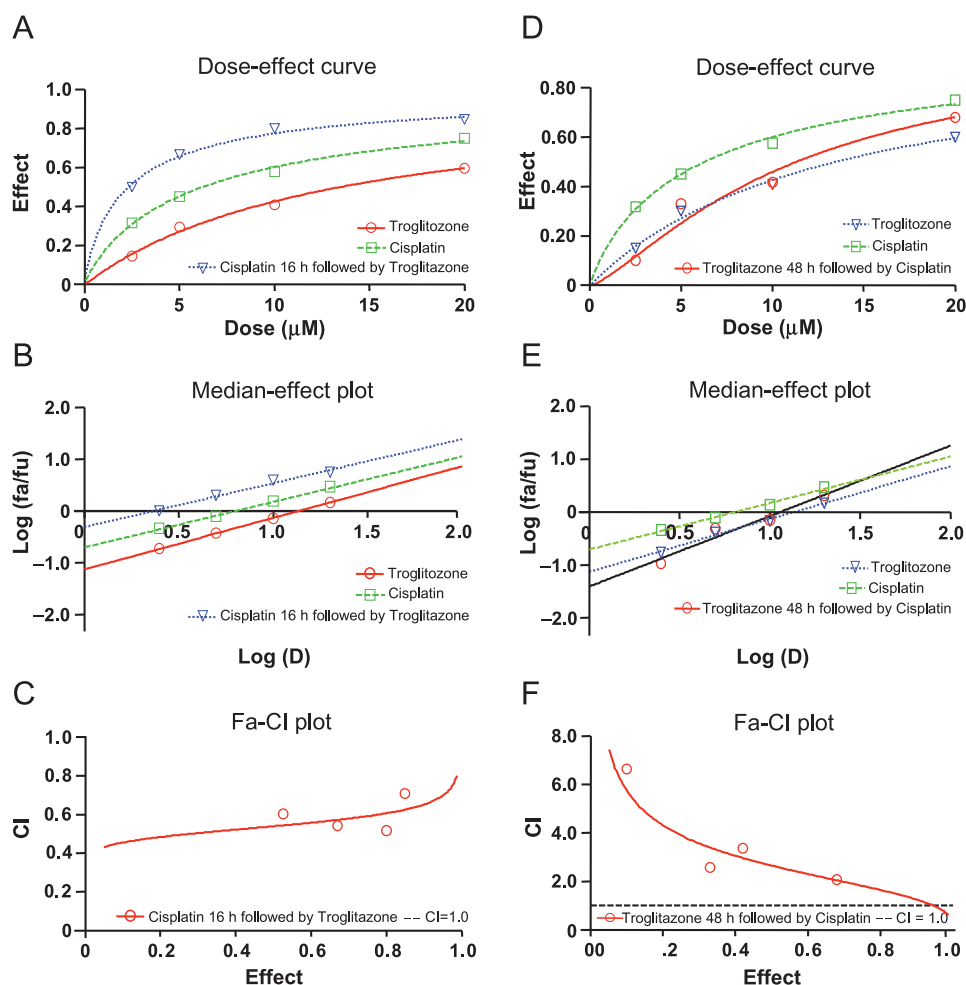 A
Dose-effect curve
1.0
0.8
0.6
0.4
0.2
0
Effect
Troglitozone
Cisplatin
Cisplatin 16 h followed by Troglitazone
0 5 10 15 20
Dose (μM)
B
Median-effect plot
2.0
1.0
0
–1.0
–2.0
Log (fa/fu)
0.5 1.0 1.5 2.0
Troglitozone
Cisplatin
Cisplatin 16 h followed by Troglitazone
Log (D)
C
Fa-CI plot
1.0
0.8
0.6
0.4
0.2
0
CI
Cisplatin 16 h followed by Troglitazone CI=1.0
0 0.2 0.4 0.6 0.8 1.0
Effect
D
Dose-effect curve
0.80
0.60
0.40
0.20
0
Effect
Troglitozone
Cisplatin
Troglitazone 48 h followed by Cisplatin
0 5 10 15 20
Dose (μM)
E
Median-effect plot
2.0
1.0
0
–1.0
–2.0
Log (fa/fu)
0.5 1.0 1.5 2.0
Troglitozone
Cisplatin
Troglitazone 48 h followed by Cisplatin
Log (D)
F
Fa-CI plot
8.0
6.0
4.0
2.0
0
CI
Troglitazone 48 h followed by Cisplatin CI = 1.0
00 0.2 0.4 0.6 0.8 1.0
Effect